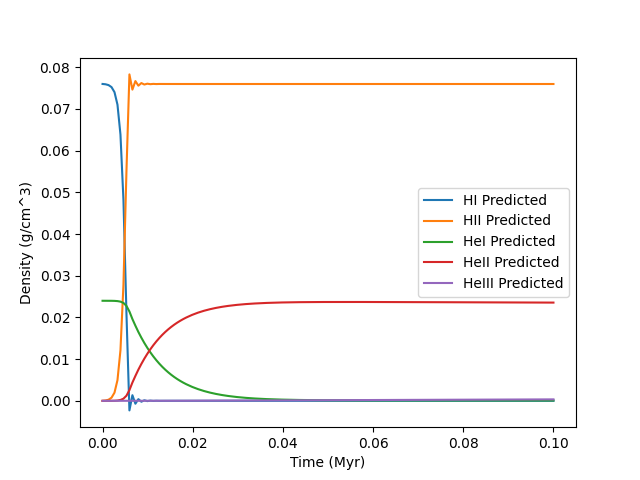 0.08
0.07
0.06
0.05
0.04
0.03
0.02
0.01
0.00
Density (g/cm^3)
HI Predicted
HII Predicted
HeI Predicted
HeII Predicted
HeIII Predicted
0.00 0.02 0.04 0.06 0.08 0.10
Time (Myr)